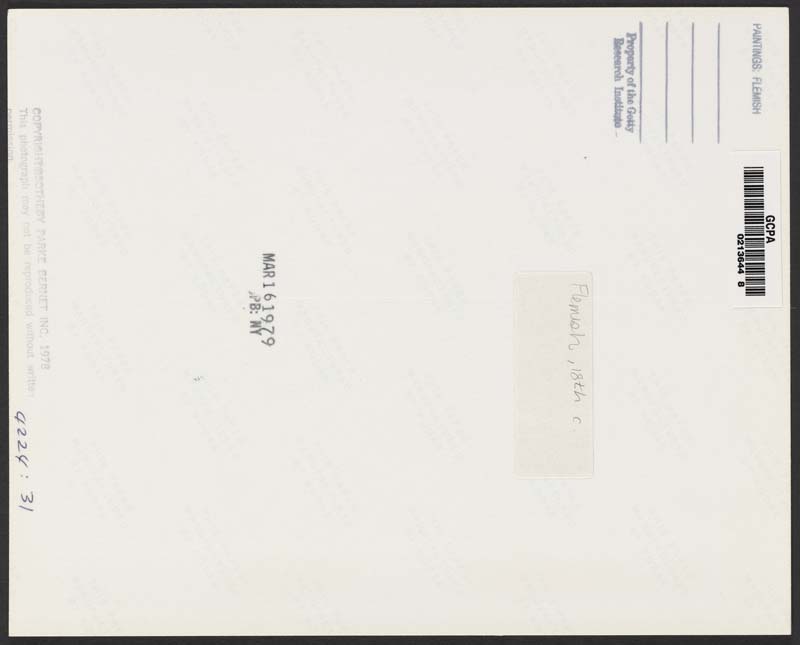 PAINTINGS: FLEMISH
Property of the Getty
Research Institute
GCPA
0213644 8
Flemish, 18th c.
MAR 16 1979
PB: NY
COPYRIGHT SOTHEBY PARKE BERNET INC. 1978
This photograph may not be reproduced without written
permission
4224: 31